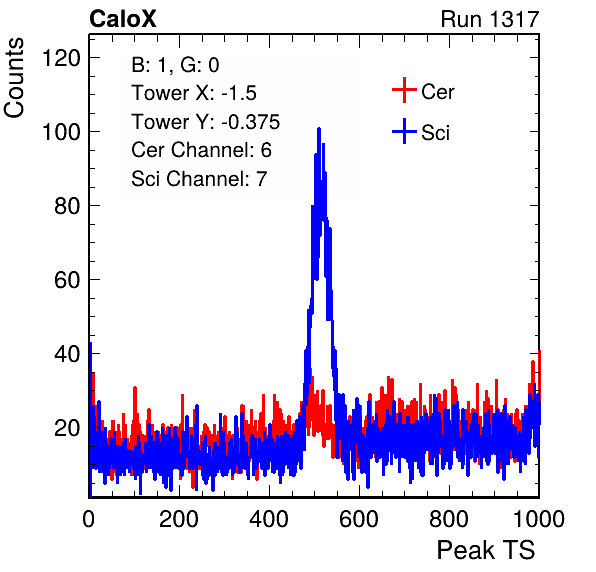 CaloX Run 1317
Counts
120
100
80
60
40
20
B: 1, G: 0
Tower X: -1.5
Tower Y: -0.375
Cer Channel: 6
Sci Channel: 7
Cer
Sci
0 200 400 600 800 1000
Peak TS